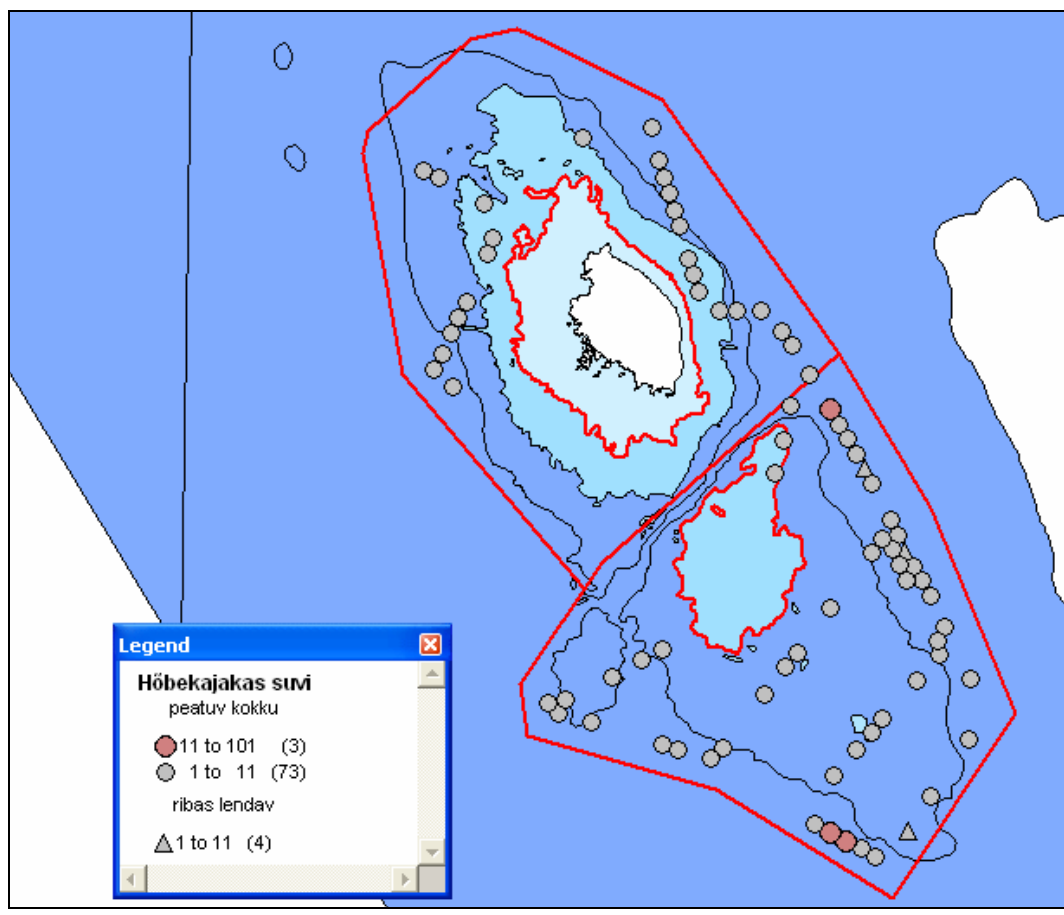 Legend
Hõbekajakas suvi
peatuv kokku
11 to 101 (3)
1 to 11 (73)
ribas lendav
1 to 11 (4)